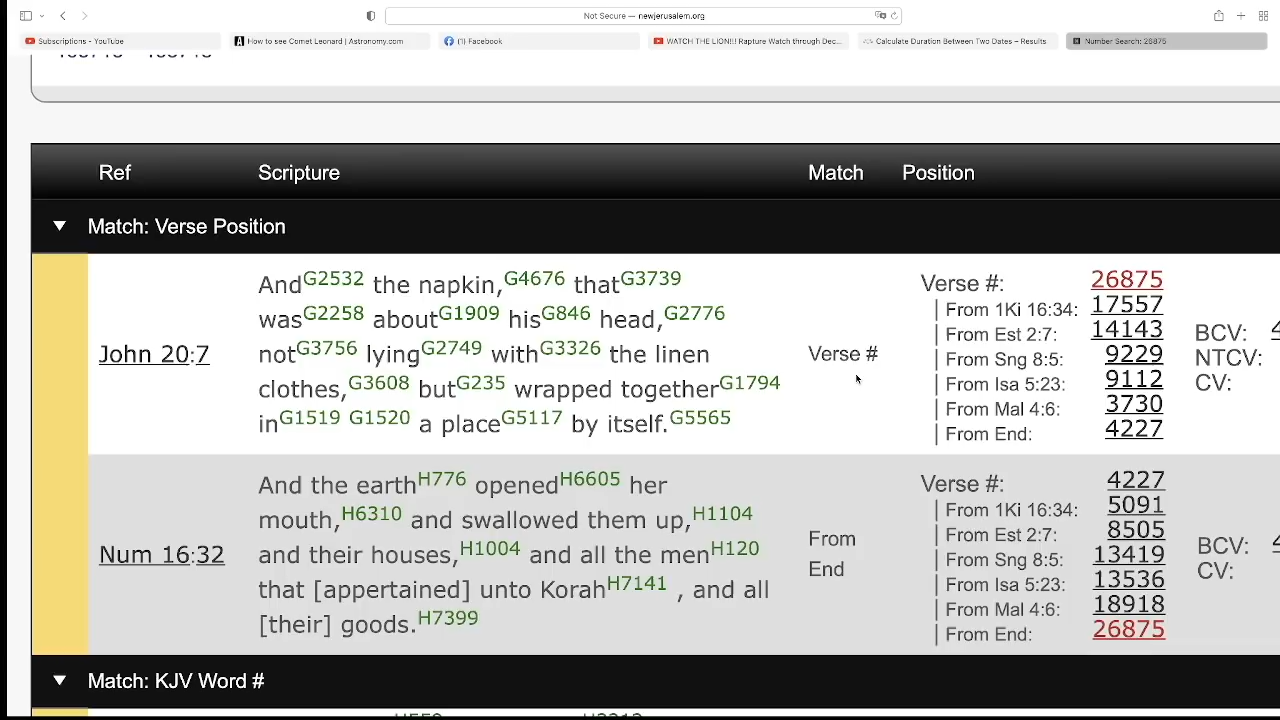 Not Secure — newjerusalem.org
Subscriptions - YouTube
How to see Comet Leonard | Astronomy.com
(1) Facebook
WATCH THE LION!!! Rapture Watch through Dec...
Calculate Duration Between Two Dates – Results
Number Search: 26875
Ref Scripture Match Position
▼ Match: Verse Position
John 20:7
AndG2532 the napkin,G4676 thatG3739
wasG2258 aboutG1909 hisG846 head,G2776
notG3756 lyingG2749 withG3326 the linen
clothes,G3608 butG235 wrapped togetherG1794
inG1519 G1520 a placeG5117 by itself.G5565
Verse #
Verse #: 26875
| From 1Ki 16:34: 17557
| From Est 2:7: 14143
| From Sng 8:5: 9229
| From Isa 5:23: 9112
| From Mal 4:6: 3730
| From End: 4227
BCV: 4
NTCV:
CV:
Num 16:32
And the earthH776 openedH6605 her
mouth,H6310 and swallowed them up,H1104
and their houses,H1004 and all the menH120
that [appertained] unto KorahH7141 , and all
[their] goods.H7399
From
End
Verse #: 4227
| From 1Ki 16:34: 5091
| From Est 2:7: 8505
| From Sng 8:5: 13419
| From Isa 5:23: 13536
| From Mal 4:6: 18918
| From End: 26875
BCV: 4
CV:
▼ Match: KJV Word #